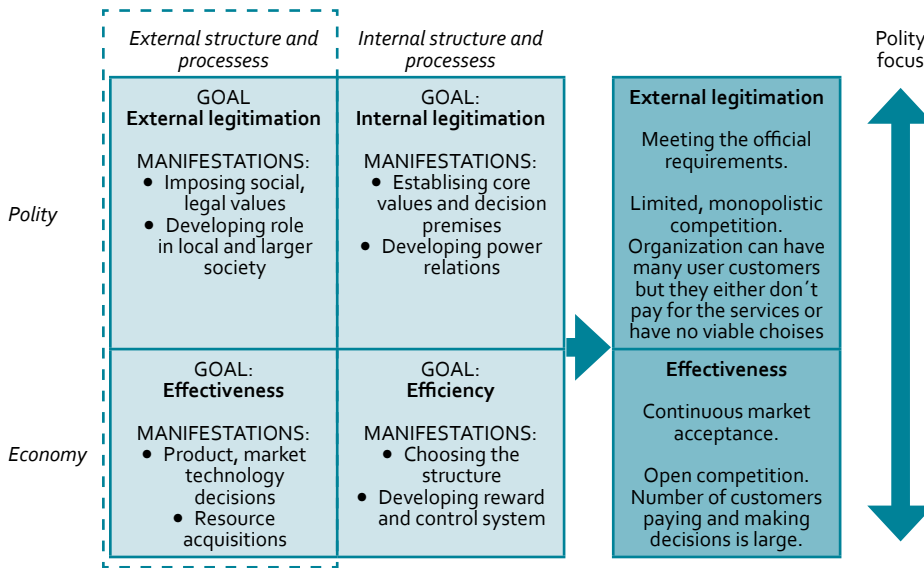 External structure and
processess
Internal structure and
processess
Polity
focus
Polity
GOAL
External legitimation
MANIFESTATIONS:
• Imposing social,
legal values
• Developing role
in local and larger
society
GOAL:
Internal legitimation
MANIFESTATIONS:
• Establising core
values and decision
premises
• Developing power
relations
External legitimation
Meeting the official
requirements.
Limited, monopolistic
competition.
Organization can have
many user customers
but they either don´t
pay for the services or
have no viable choises
Economy
GOAL:
Effectiveness
MANIFESTATIONS:
• Product, market
technology
decisions
• Resource
acquisitions
GOAL:
Efficiency
MANIFESTATIONS:
• Choosing the
structure
• Developing reward
and control system
Effectiveness
Continuous market
acceptance.
Open competition.
Number of customers
paying and making
decisions is large.